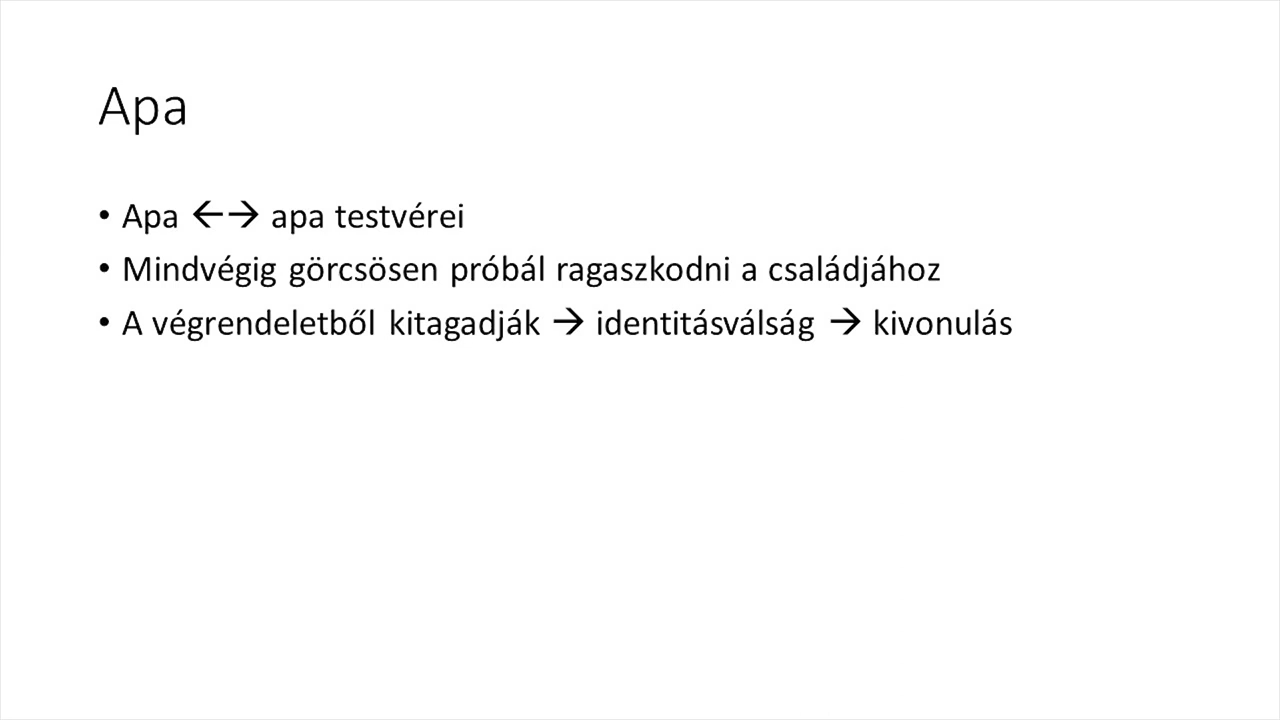 Apa
• Apa ←→ apa testvérei
• Mindvégig görcsösen próbál ragaszkodni a családjához
• A végrendeletből kitagadják → identitásválság → kivonulás